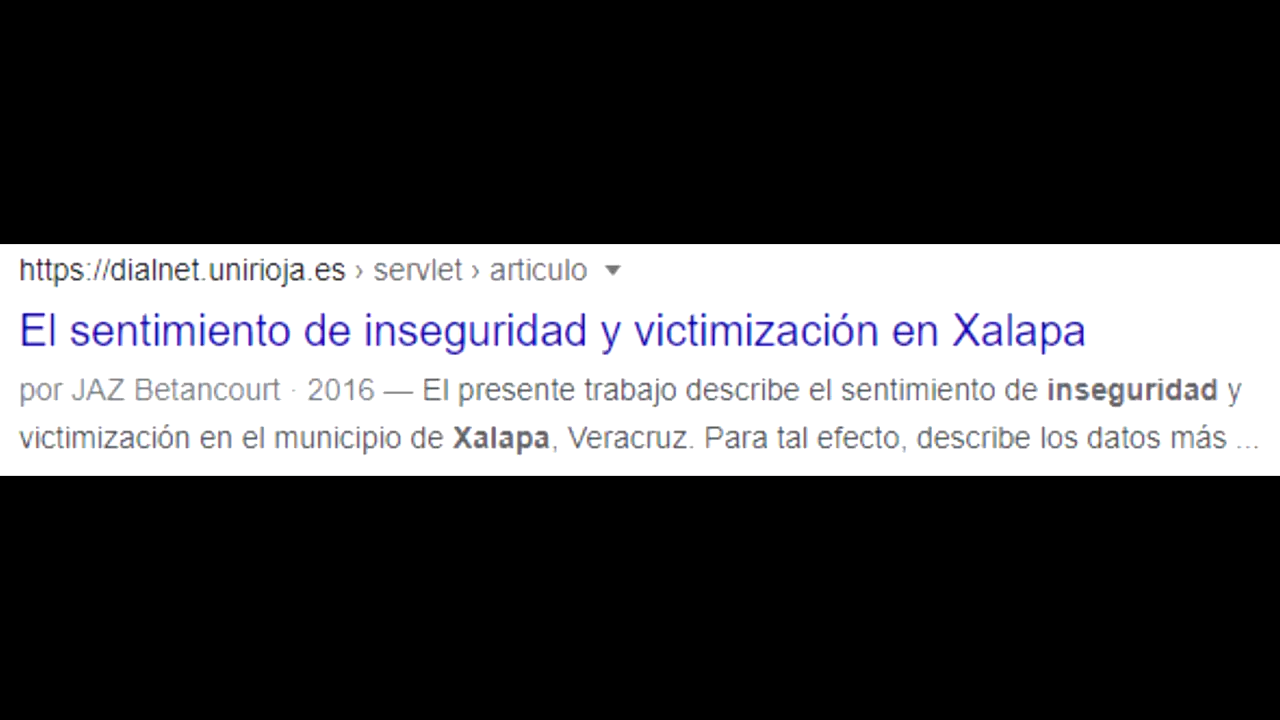 https://dialnet.unirioja.es › servlet › articulo
El sentimiento de inseguridad y victimización en Xalapa
por JAZ Betancourt · 2016 — El presente trabajo describe el sentimiento de inseguridad y
victimización en el municipio de Xalapa, Veracruz. Para tal efecto, describe los datos más ...